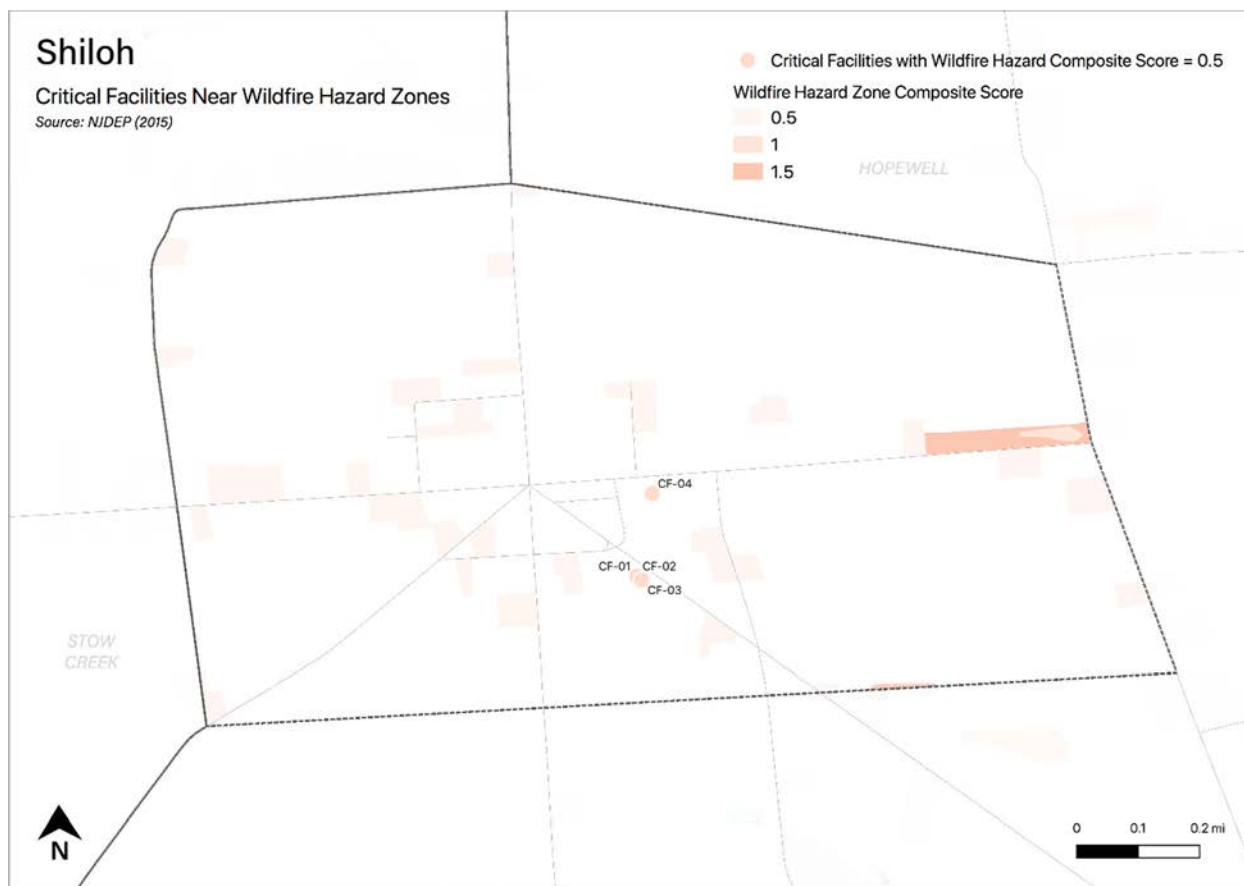 Shiloh
Critical Facilities Near Wildfire Hazard Zones
Source: NJDEP (2015)
Critical Facilities with Wildfire Hazard Composite Score = 0.5
Wildfire Hazard Zone Composite Score
0.5
1
1.5
HOPEWELL
CF-04
CF-01
CF-02
CF-03
STOW
CREEK
N
0
0.1
0.2 mi